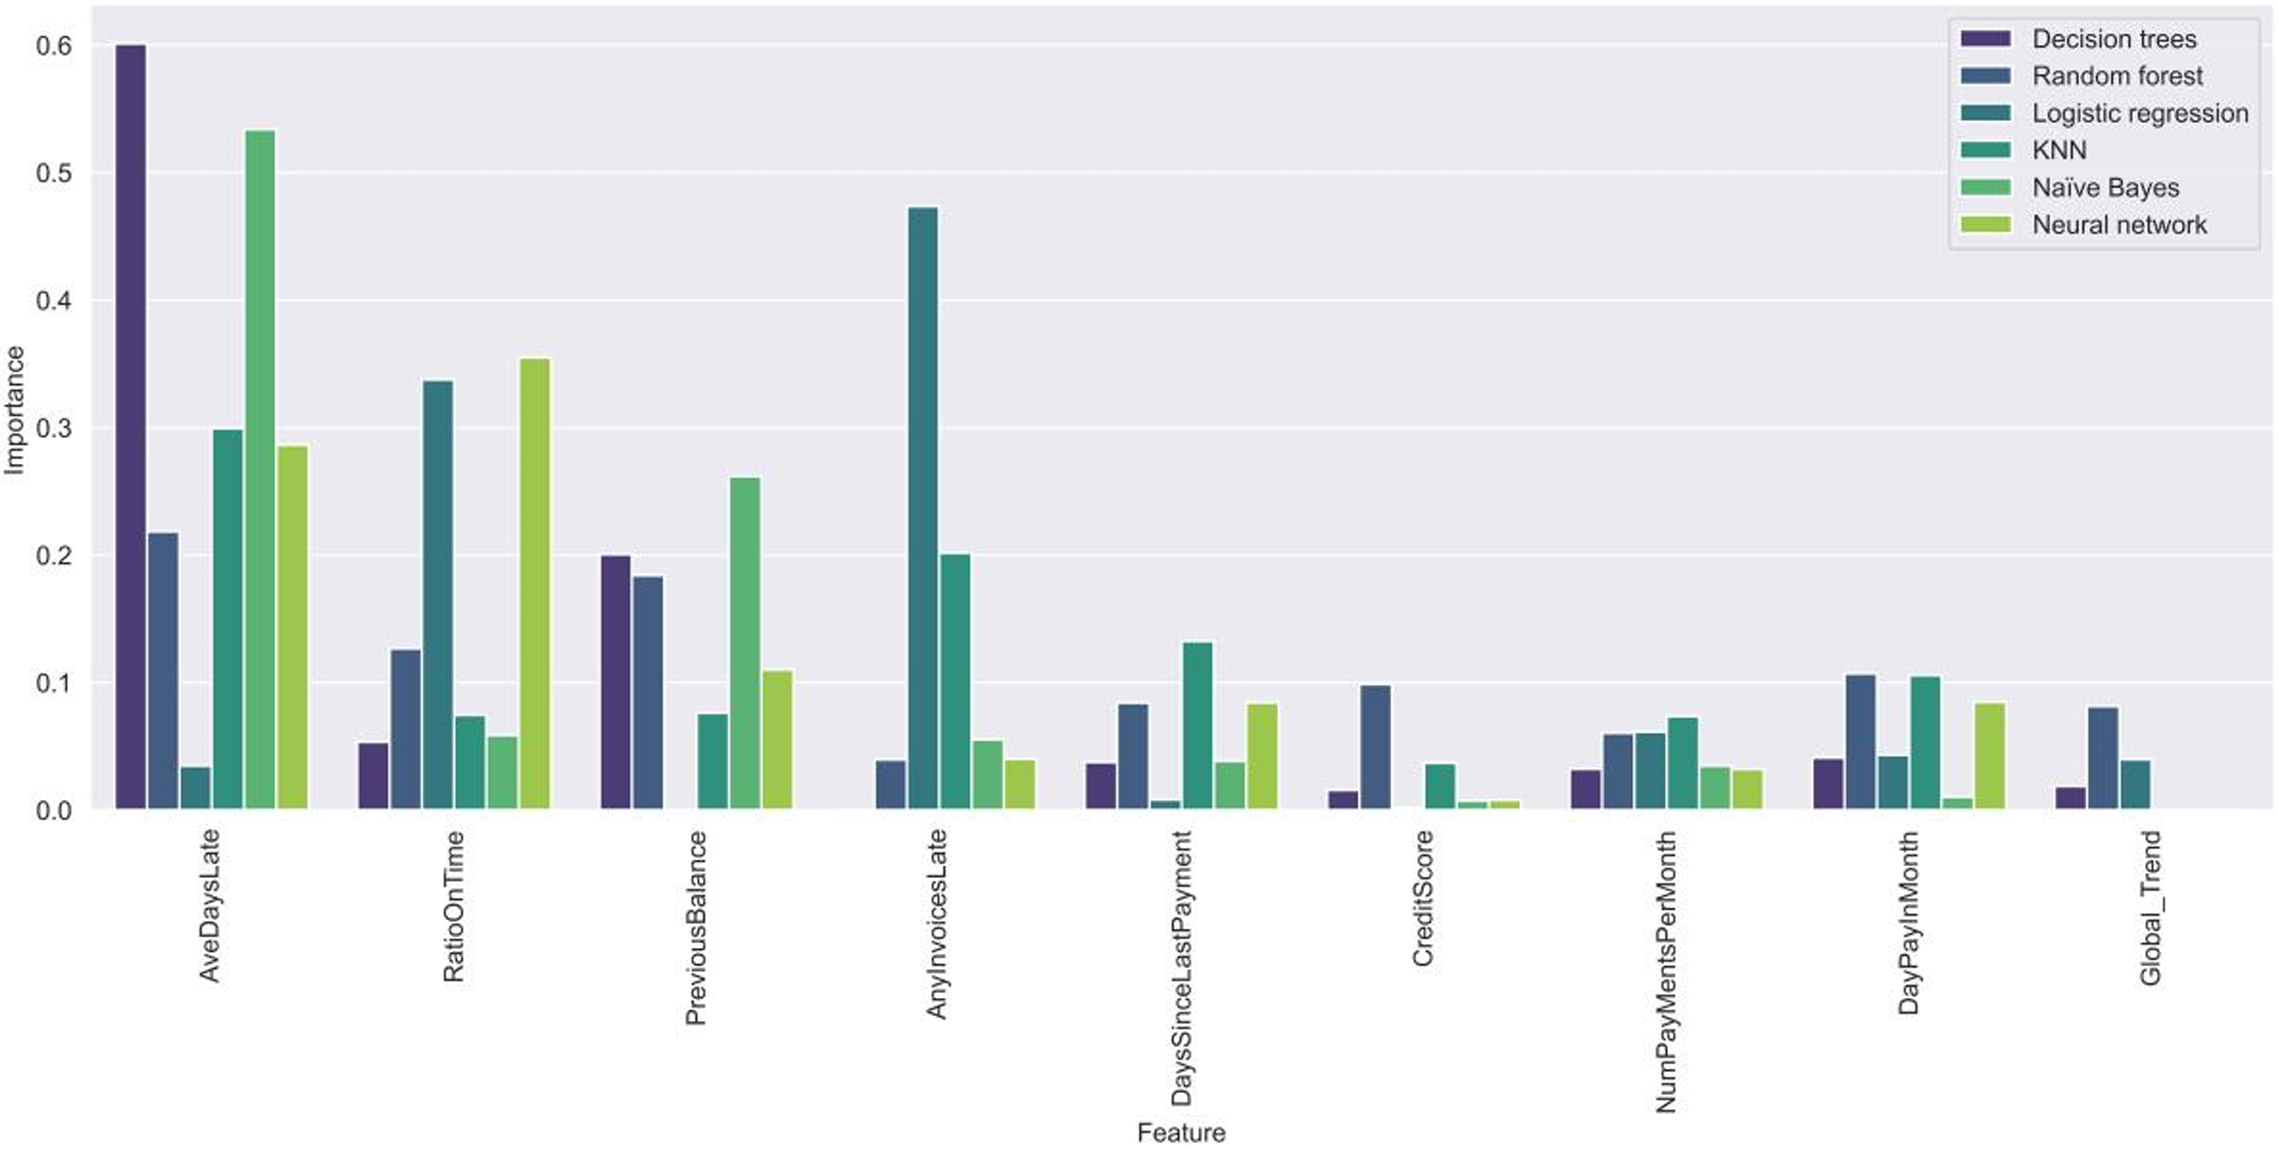 0.6
0.5
0.4
0.3
0.2
0.1
0.0
Importance
Decision trees
Random forest
Logistic regression
KNN
Naïve Bayes
Neural network
AveDaysLate
RatioOnTime
PreviousBalance
AnyInvoicesLate
DaysSinceLastPayment
CreditScore
NumPayMentsPerMonth
DayPayInMonth
Global_Trend
Feature